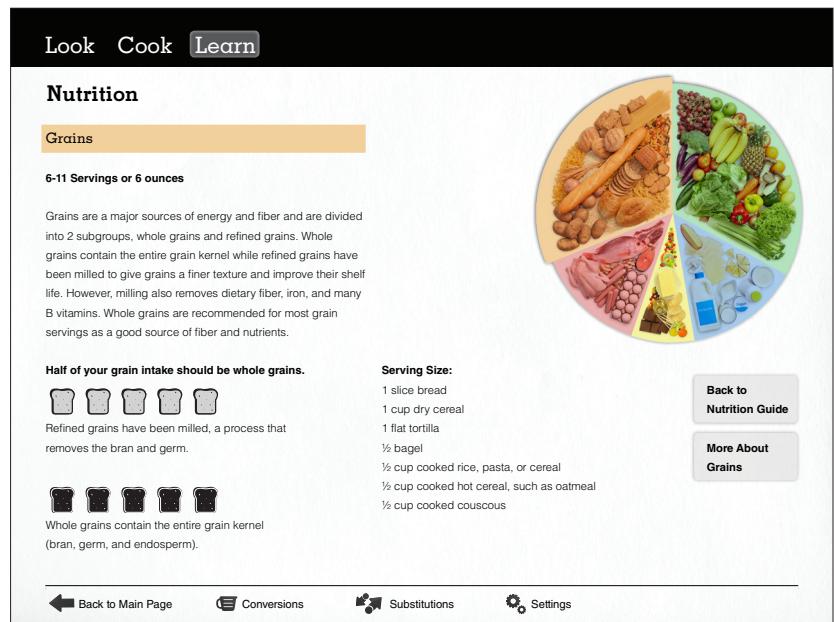 Look Cook Learn
Nutrition
Grains
6-11 Servings or 6 ounces
Grains are a major sources of energy and fiber and are divided
into 2 subgroups, whole grains and refined grains. Whole
grains contain the entire grain kernel while refined grains have
been milled to give grains a finer texture and improve their shelf
life. However, milling also removes dietary fiber, iron, and many
B vitamins. Whole grains are recommended for most grain
servings as a good source of fiber and nutrients.
Half of your grain intake should be whole grains.
Refined grains have been milled, a process that
removes the bran and germ.
Whole grains contain the entire grain kernel
(bran, germ, and endosperm).
Serving Size:
1 slice bread
1 cup dry cereal
1 flat tortilla
½ bagel
½ cup cooked rice, pasta, or cereal
½ cup cooked hot cereal, such as oatmeal
½ cup cooked couscous
Back to
Nutrition Guide
More About
Grains
Back to Main Page Conversions Substitutions Settings